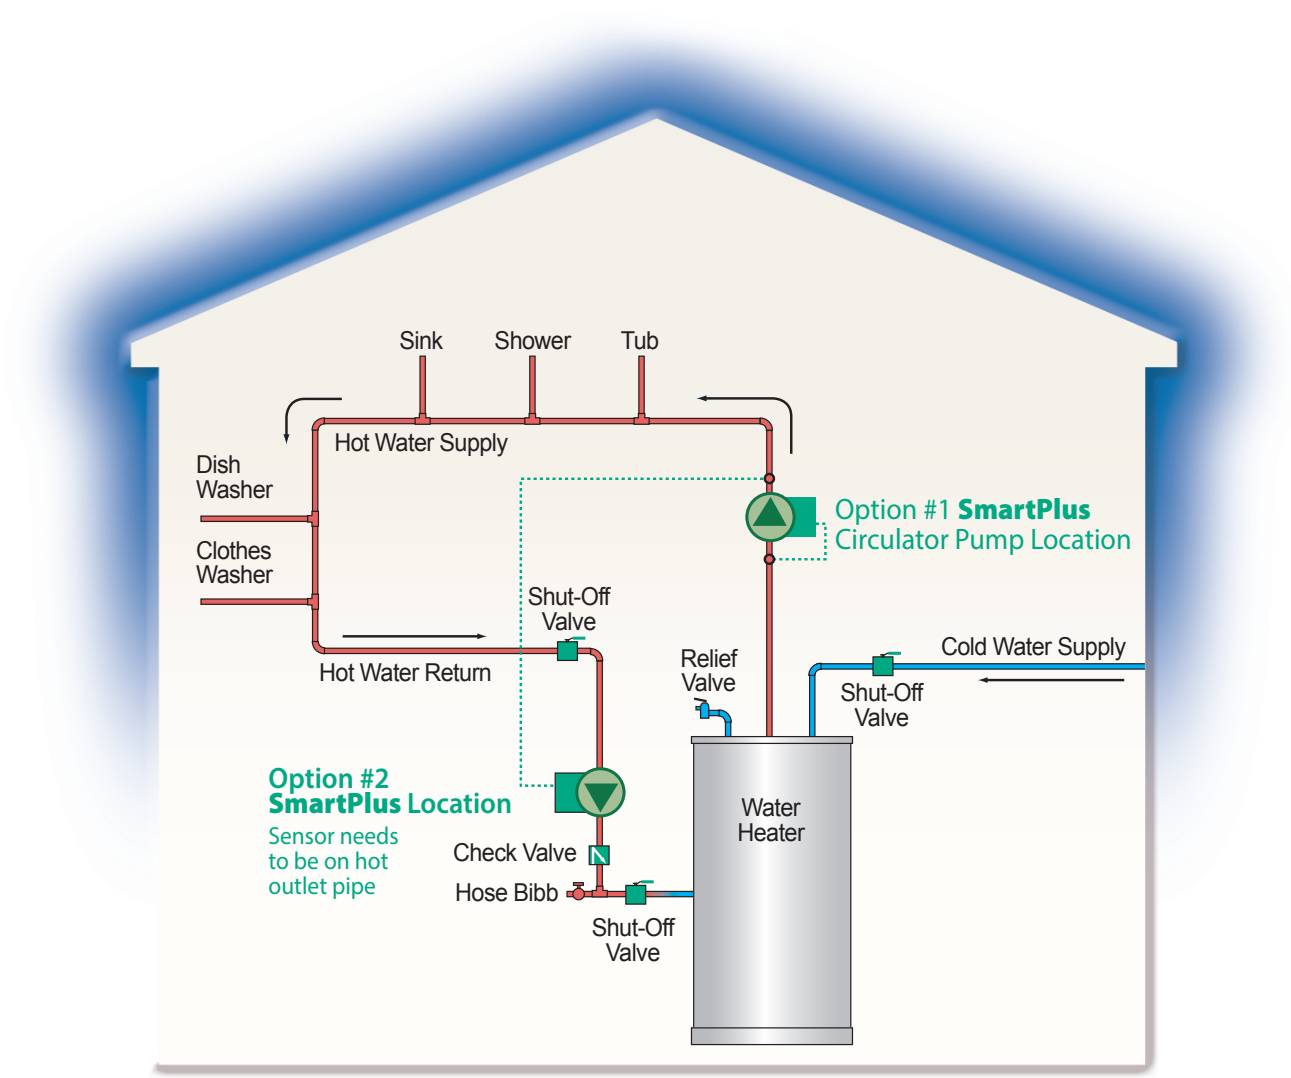 Sink
Shower
Tub
Hot Water Supply
Dish
Washer
Clothes
Washer
Option #1 SmartPlus
Circulator Pump Location
Shut-Off
Valve
Hot Water Return
Relief
Valve
Cold Water Supply
Shut-Off
Valve
Option #2
SmartPlus Location
Sensor needs
to be on hot
outlet pipe
Water
Heater
Check Valve
Hose Bibb
Shut-Off
Valve